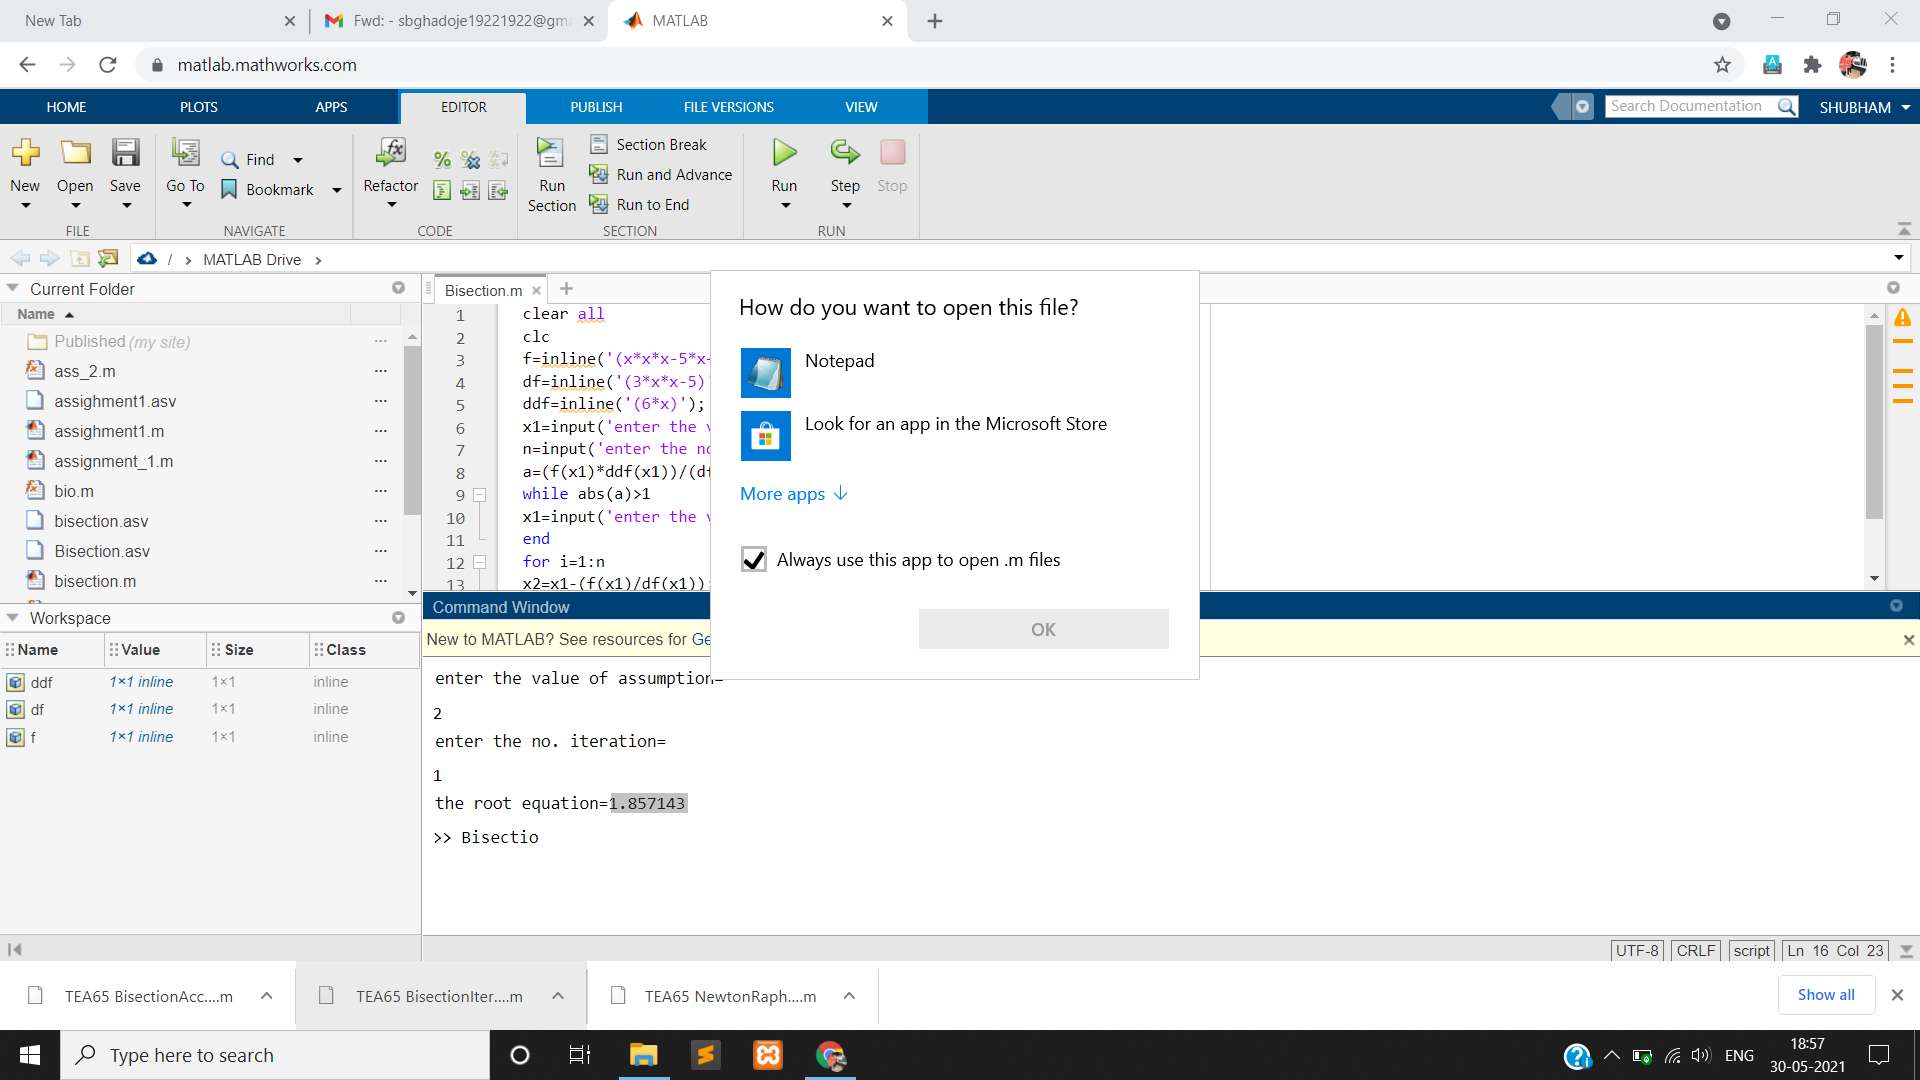 New Tab
Fwd: - sbghadoje19221922@gm
MATLAB
matlab.mathworks.com
HOME
PLOTS
APPS
EDITOR
PUBLISH
FILE VERSIONS
VIEW
Search Documentation
SHUBHAM
New
Open
Save
FILE
Go To
Find
Bookmark
NAVIGATE
Refactor
CODE
Run
Section
Section Break
Run and Advance
Run to End
SECTION
Run
Step
Stop
RUN
/ > MATLAB Drive >
Current Folder
Name
Published (my site)
ass_2.m
assighment1.asv
assighment1.m
assignment_1.m
bio.m
bisection.asv
Bisection.asv
bisection.m
Workspace
Name Value Size Class
ddf 1×1 inline 1×1 inline
df 1×1 inline 1×1 inline
f 1×1 inline 1×1 inline
Bisection.m
1 clear all
2 clc
3 f=inline('(x*x*x-5*x-
4 df=inline('(3*x*x-5)'
5 ddf=inline('(6*x)');
6 x1=input('enter the v
7 n=input('enter the no
8 a=(f(x1)*ddf(x1))/(df
9 while abs(a)>1
10 x1=input('enter the v
11 end
12 for i=1:n
13 x2=x1-(f(x1)/df(x1));
How do you want to open this file?
Notepad
Look for an app in the Microsoft Store
More apps
Always use this app to open .m files
OK
Command Window
New to MATLAB? See resources for Ge
enter the value of assumption=
2
enter the no. iteration=
1
the root equation=1.857143
>> Bisectio
UTF-8 CRLF script Ln 16 Col 23
TEA65 BisectionAcc....m
TEA65 BisectionIter....m
TEA65 NewtonRaph....m
Show all
Type here to search
ENG
18:57
30-05-2021